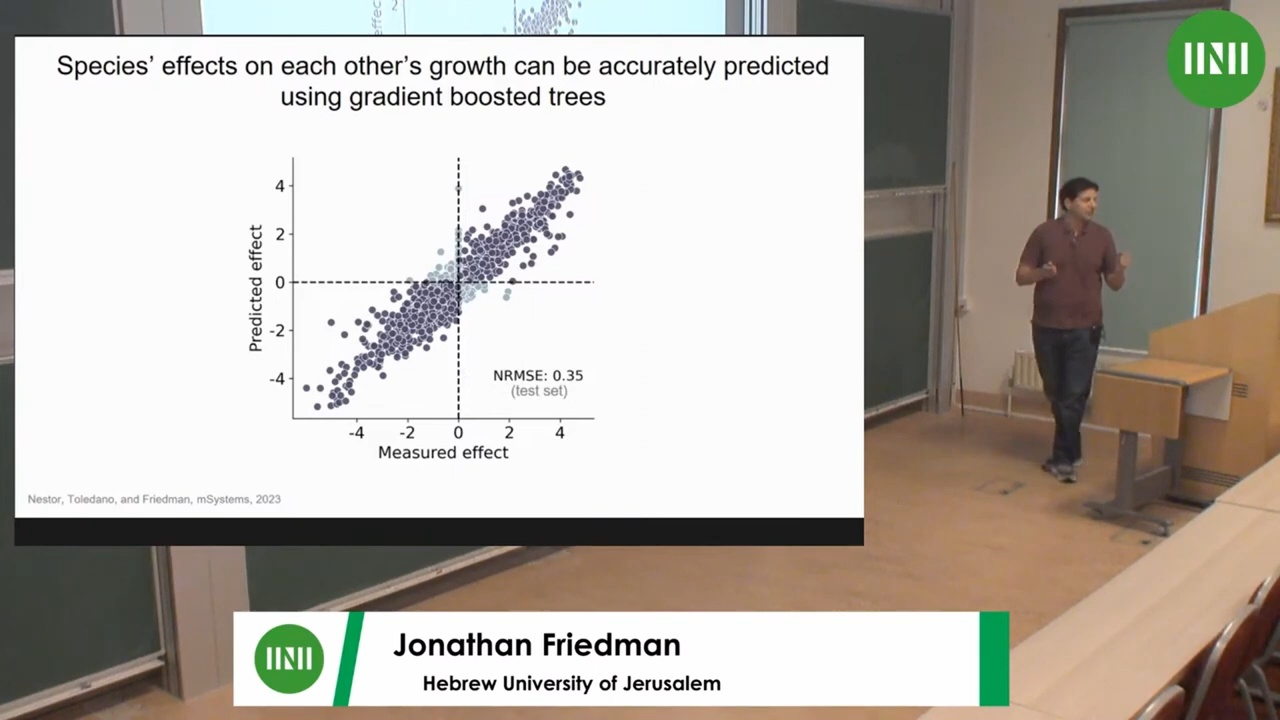 effec
2
Species’ effects on each other’s growth can be accurately predicted
using gradient boosted trees
4
2
0
-2
-4
Predicted effect
NRMSE: 0.35
(test set)
-4 -2 0 2 4
Measured effect
Nestor, Toledano, and Friedman, mSystems, 2023
Jonathan Friedman
Hebrew University of Jerusalem